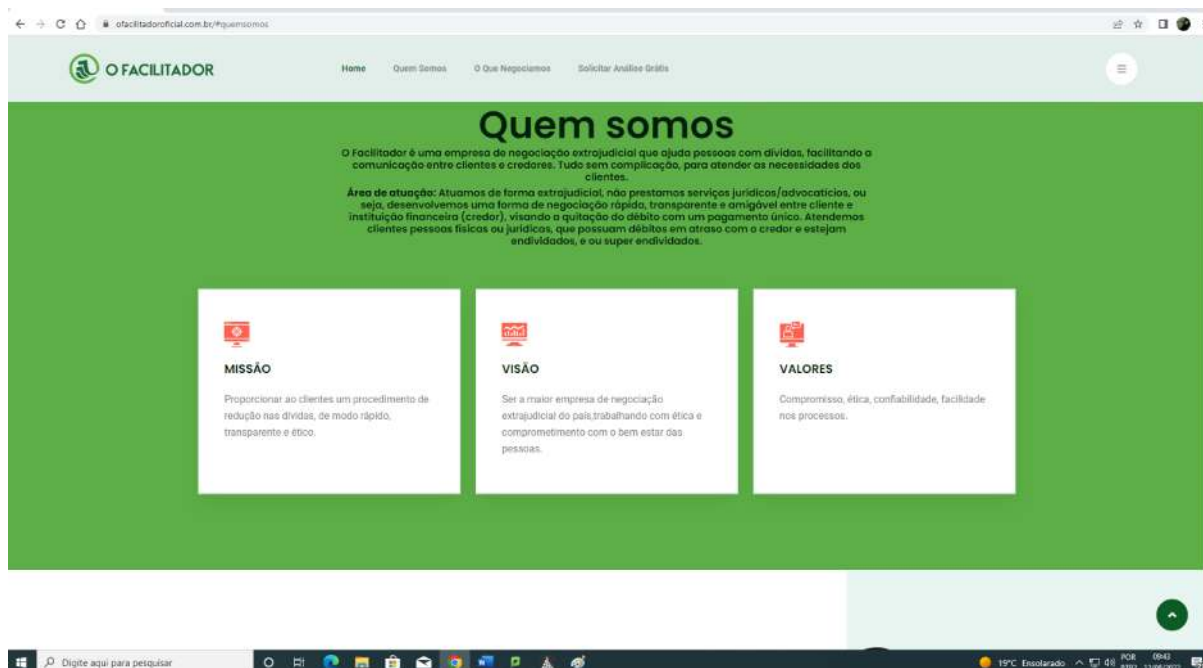 ofacilitadoroficial.com.br/#quemsomos
O FACILITADOR
Home Quem Somos O Que Negociamos Solicitar Análise Grátis
Quem somos
O Facilitador é uma empresa de negociação extrajudicial que ajuda pessoas com dívidas, facilitando a
comunicação entre clientes e credores. Tudo sem complicação, para atender as necessidades dos
clientes.
Área de atuação: Atuamos de forma extrajudicial, não prestamos serviços jurídicos/advocatícios, ou
seja, desenvolvemos uma forma de negociação rápida, transparente e amigável entre cliente e
instituição financeira (credor), visando a quitação do débito com um pagamento único. Atendemos
clientes pessoas físicas ou jurídicas, que possuam débitos em atraso com o credor e estejam
endividados, e ou super endividados.
MISSÃO
Proporcionar ao clientes um procedimento de
redução nas dívidas, de modo rápido,
transparente e ético.
VISÃO
Ser a maior empresa de negociação
extrajudicial do país,trabalhando com ética e
comprometimento com o bem estar das
pessoas.
VALORES
Compromisso, ética, confiabilidade, facilidade
nos processos.
Digite aqui para pesquisar
19°C Ensolarado
POR
09:43